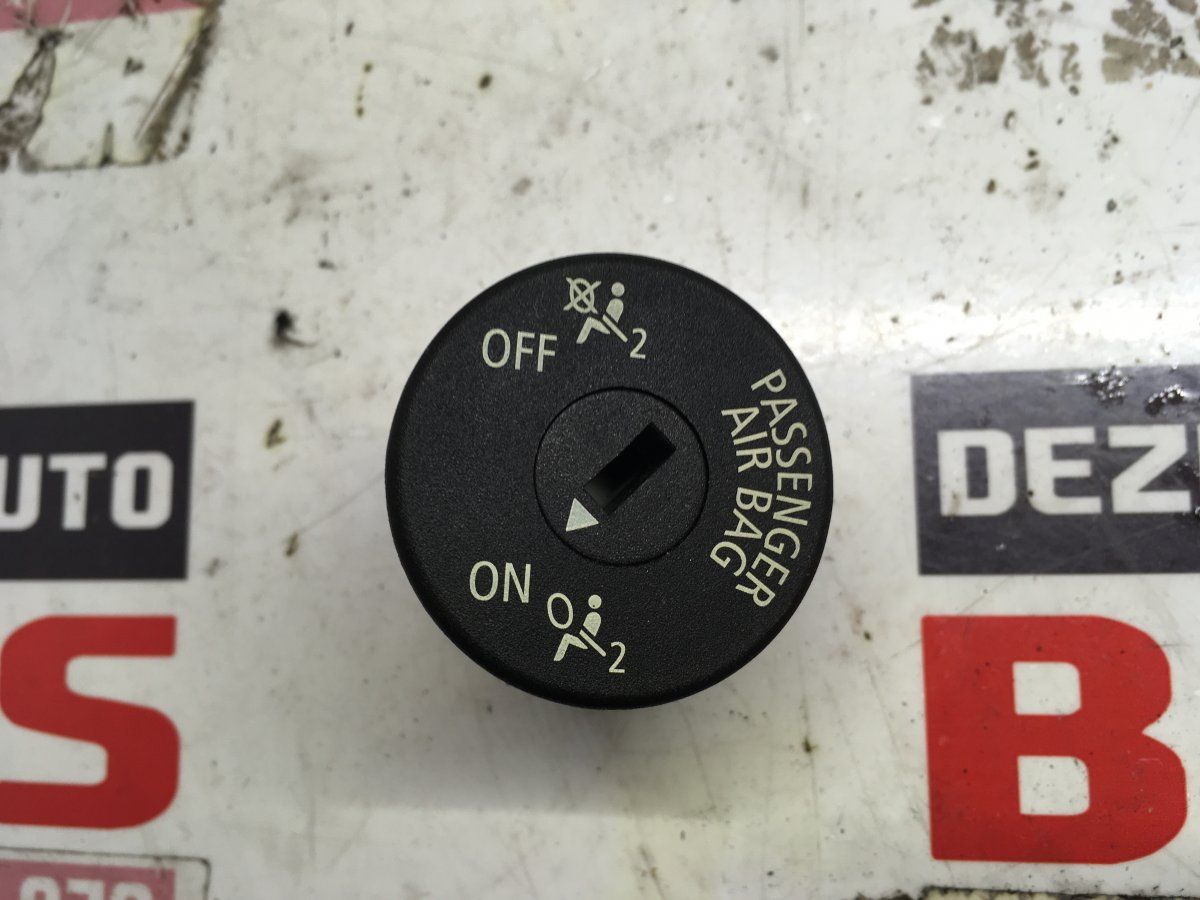 OFF
2
PASSENGER
AIR BAG
ON
2
UTO
DEZ
S
B